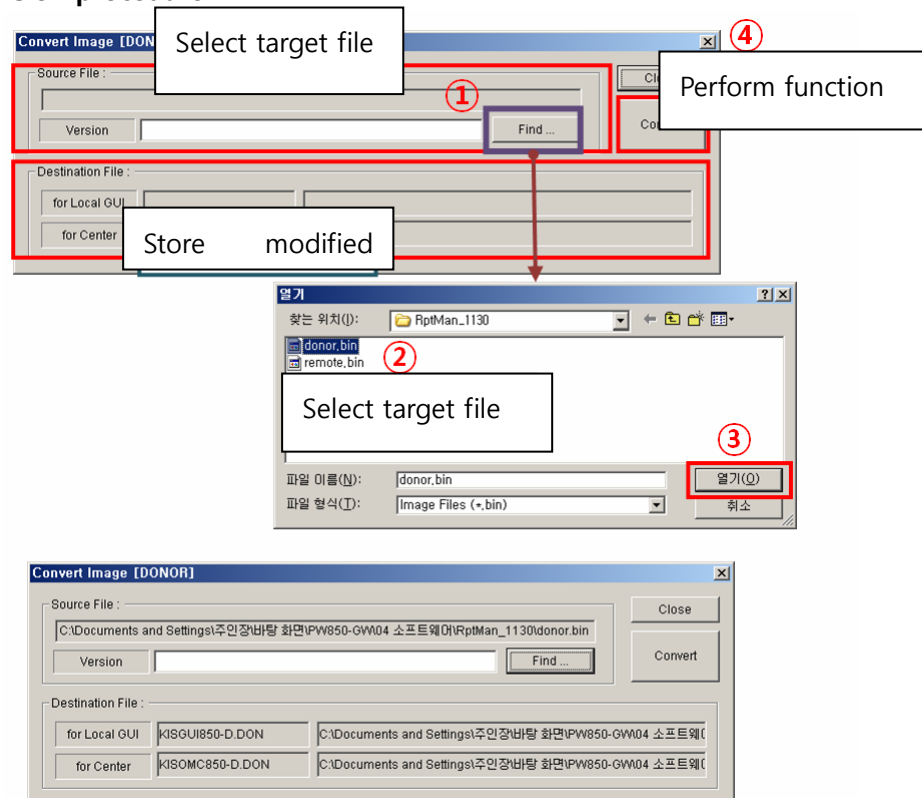 Convert Image [DON
Select target file
④
Source File :
①
Perform function
Version
Find ...
Destination File :
for Local GUI
for Center
Store modified
열기
찾는 위치(I):
RptMan_1130
donor.bin
remote.bin
②
Select target file
③
파일 이름(N):
donor.bin
열기(O)
파일 형식(T):
Image Files (*.bin)
취소
Convert Image [DONOR]
Source File :
Close
C:\Documents and Settings\주인장\바탕 화면\PW850-GW\04 소프트웨어\RptMan_1130\donor.bin
Version
Find ...
Convert
Destination File :
for Local GUI
KISGUI850-D.DON
C:\Documents and Settings\주인장\바탕 화면\PW850-GW\04 소프트웨
for Center
KISOMC850-D.DON
C:\Documents and Settings\주인장\바탕 화면\PW850-GW\04 소프트웨